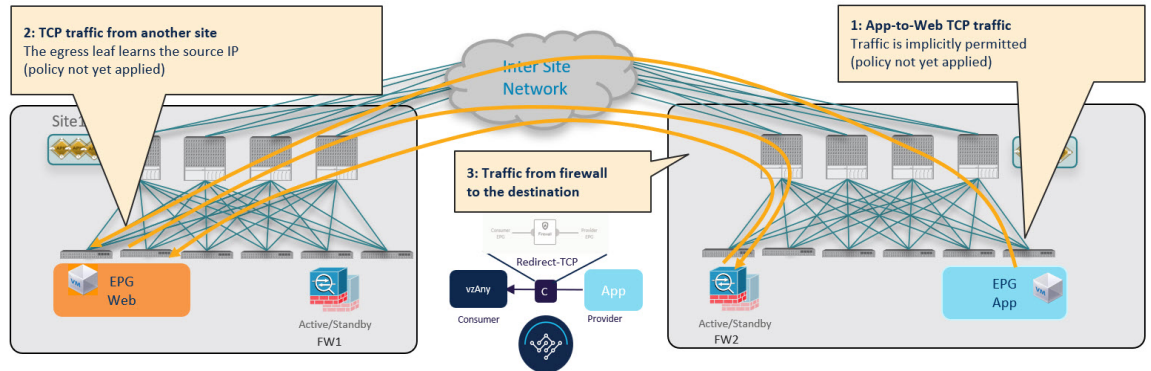 2: TCP traffic from another site
The egress leaf learns the source IP
(policy not yet applied)
1: App-to-Web TCP traffic
Traffic is implicitly permitted
(policy not yet applied)
Inter Site
Network
Site1
3: Traffic from firewall
to the destination
Consumer
EPG
Provider
EPG
Redirect-TCP
vzAny
C
App
Consumer
Provider
VM
EPG
Web
Active/Standby
FW1
Active/Standby
FW2
EPG
App
VM